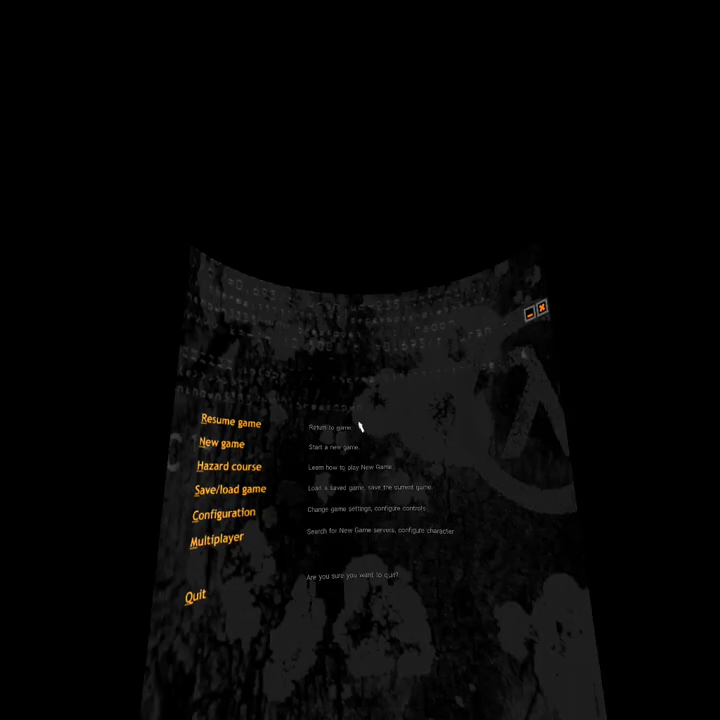 Resume game
Return to game.
New game
Start a new game.
Hazard course
Learn how to play New Game
Save/load game
Load a saved game, save the current game.
Configuration
Change game settings, configure controls
Multiplayer
Search for New Game servers, configure character
Are you sure you want to quit?
Quit